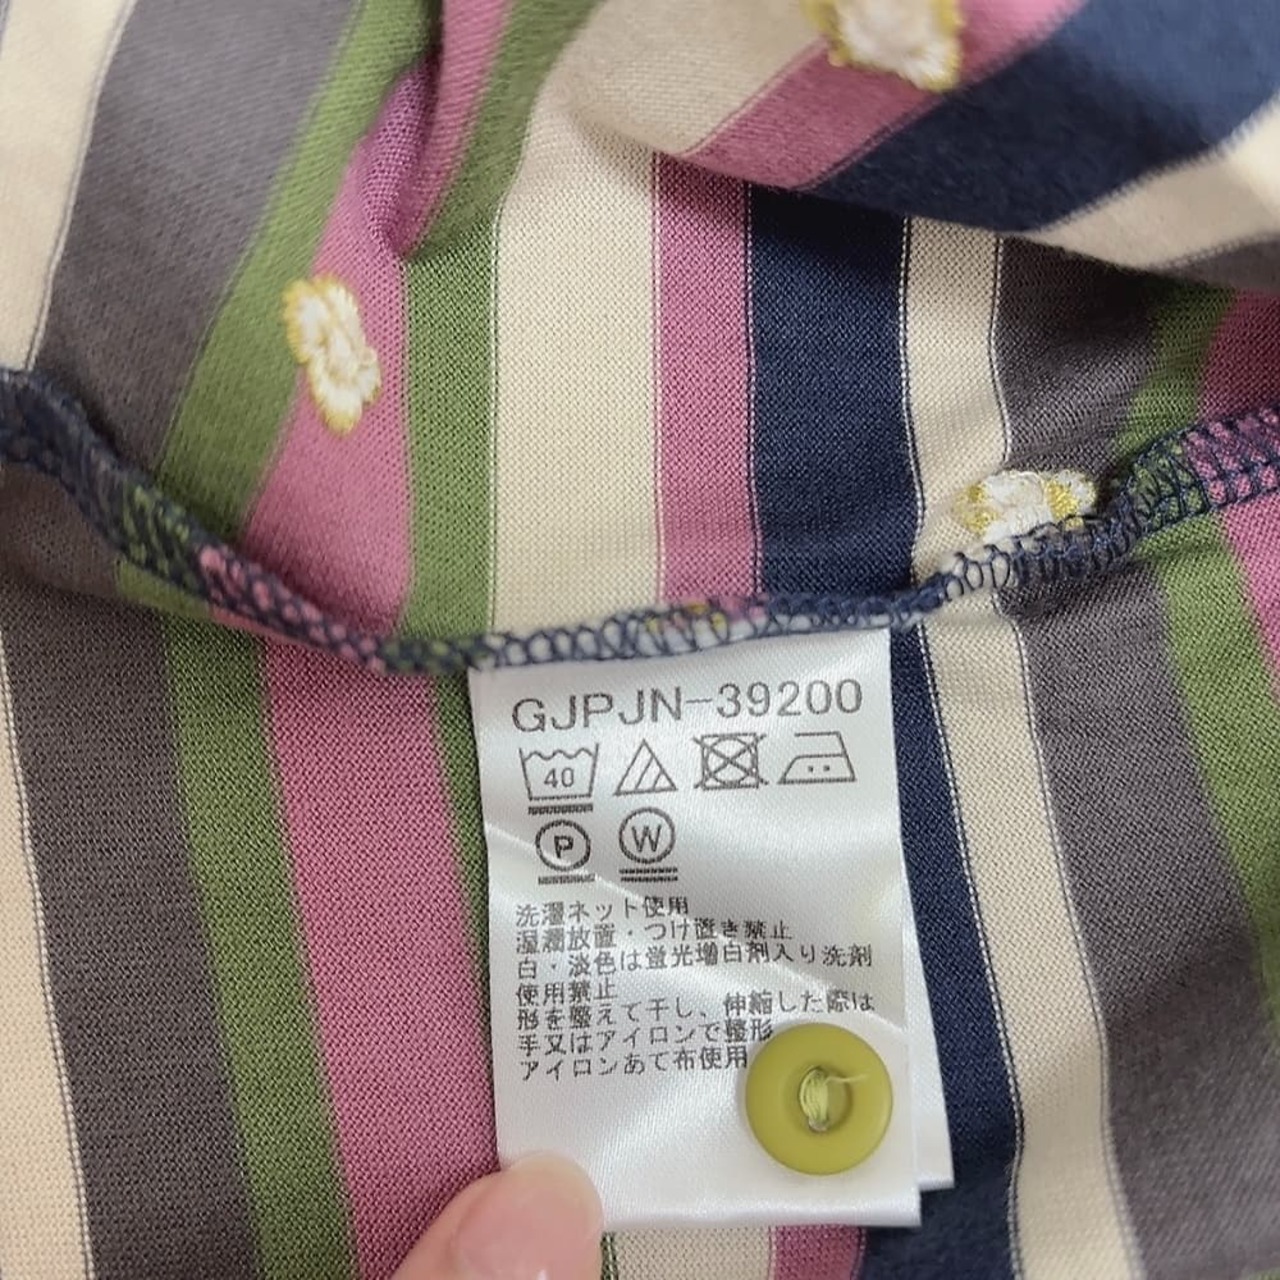 GJPJN-39200
40
P W
洗濯ネット使用
湿潤放置・つけ置き禁止
白・淡色は蛍光増白剤入り洗剤
使用禁止
形を整えて干し、伸縮した際は
手又はアイロンで整形
アイロンあて布使用